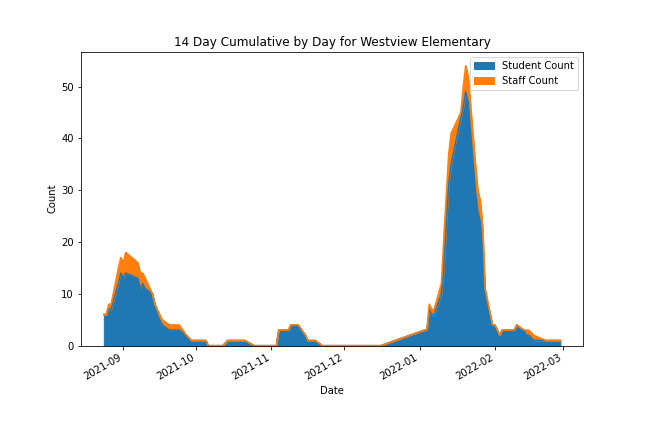 14 Day Cumulative by Day for Westview Elementary
Student Count
Staff Count
50
40
30
20
10
0
Count
2021-09
2021-10
2021-11
2021-12
2022-01
2022-02
2022-03
Date